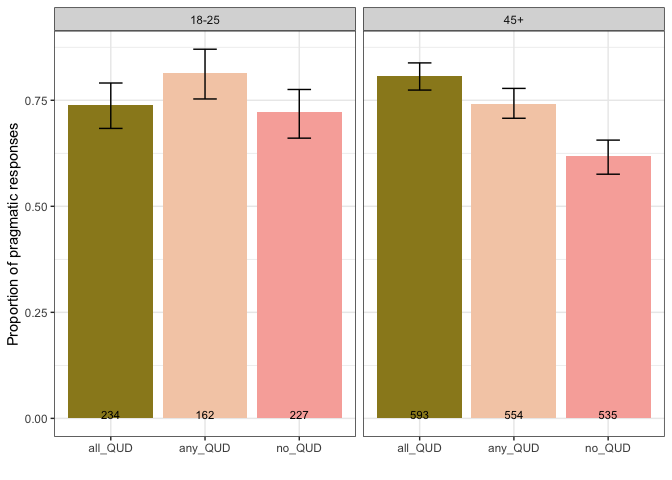 18-25
45+
Proportion of pragmatic responses
0.75
0.50
0.25
0.00
234
162
227
593
554
535
all_QUD
any_QUD
no_QUD
all_QUD
any_QUD
no_QUD